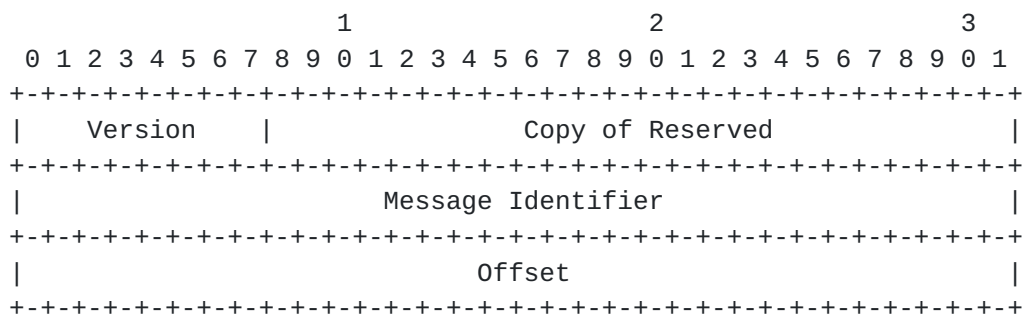 1                   2                   3
 0 1 2 3 4 5 6 7 8 9 0 1 2 3 4 5 6 7 8 9 0 1 2 3 4 5 6 7 8 9 0 1
+-+-+-+-+-+-+-+-+-+-+-+-+-+-+-+-+-+-+-+-+-+-+-+-+-+-+-+-+-+-+-+-+
|    Version    |                Copy of Reserved               |
+-+-+-+-+-+-+-+-+-+-+-+-+-+-+-+-+-+-+-+-+-+-+-+-+-+-+-+-+-+-+-+-+
|                       Message Identifier                      |
+-+-+-+-+-+-+-+-+-+-+-+-+-+-+-+-+-+-+-+-+-+-+-+-+-+-+-+-+-+-+-+-+
|                             Offset                            |
+-+-+-+-+-+-+-+-+-+-+-+-+-+-+-+-+-+-+-+-+-+-+-+-+-+-+-+-+-+-+-+-+